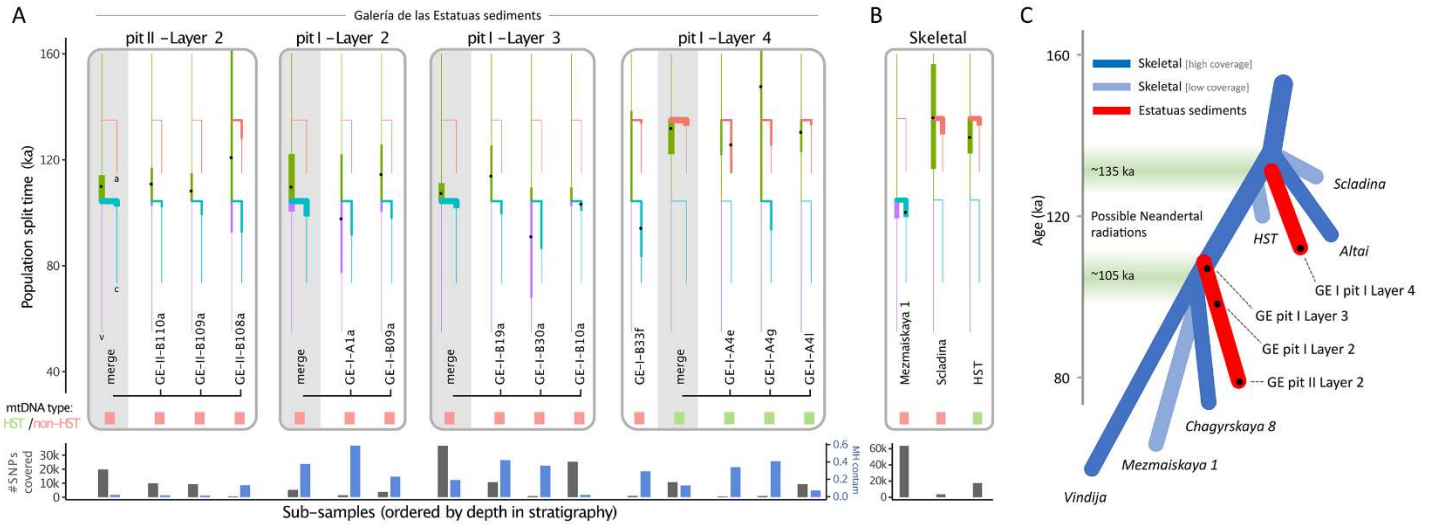 A
Galería de las Estatuas sediments
B
C
pit II –Layer 2
pit I –Layer 2
pit I –Layer 3
pit I –Layer 4
Skeletal
Population split time (ka)
160
120
80
40
a
c
v
merge
GE–II–B110a
GE–II–B109a
GE–II–B108a
merge
GE–I–A1a
GE–I–B09a
merge
GE–I–B19a
GE–I–B30a
GE–I–B10a
GE–I–B33f
merge
GE–I–A4e
GE–I–A4g
GE–I–A4l
Mezmaiskaya 1
Scladina
HST
mtDNA type:
HST /non–HST
#SNPs covered
30k
20k
10k
0
0.6
0.4
0.2
0.0
MH contam
60k
40k
20k
0
Sub–samples (ordered by depth in stratigraphy)
Age (ka)
160
120
80
Skeletal [high coverage]
Skeletal [low coverage]
Estatuas sediments
~135 ka
Possible Neandertal
radiations
~105 ka
Scladina
HST
Altai
GE I pit I Layer 4
GE pit I Layer 3
GE pit I Layer 2
GE pit II Layer 2
Chagyrskaya 8
Mezmaiskaya 1
Vindija